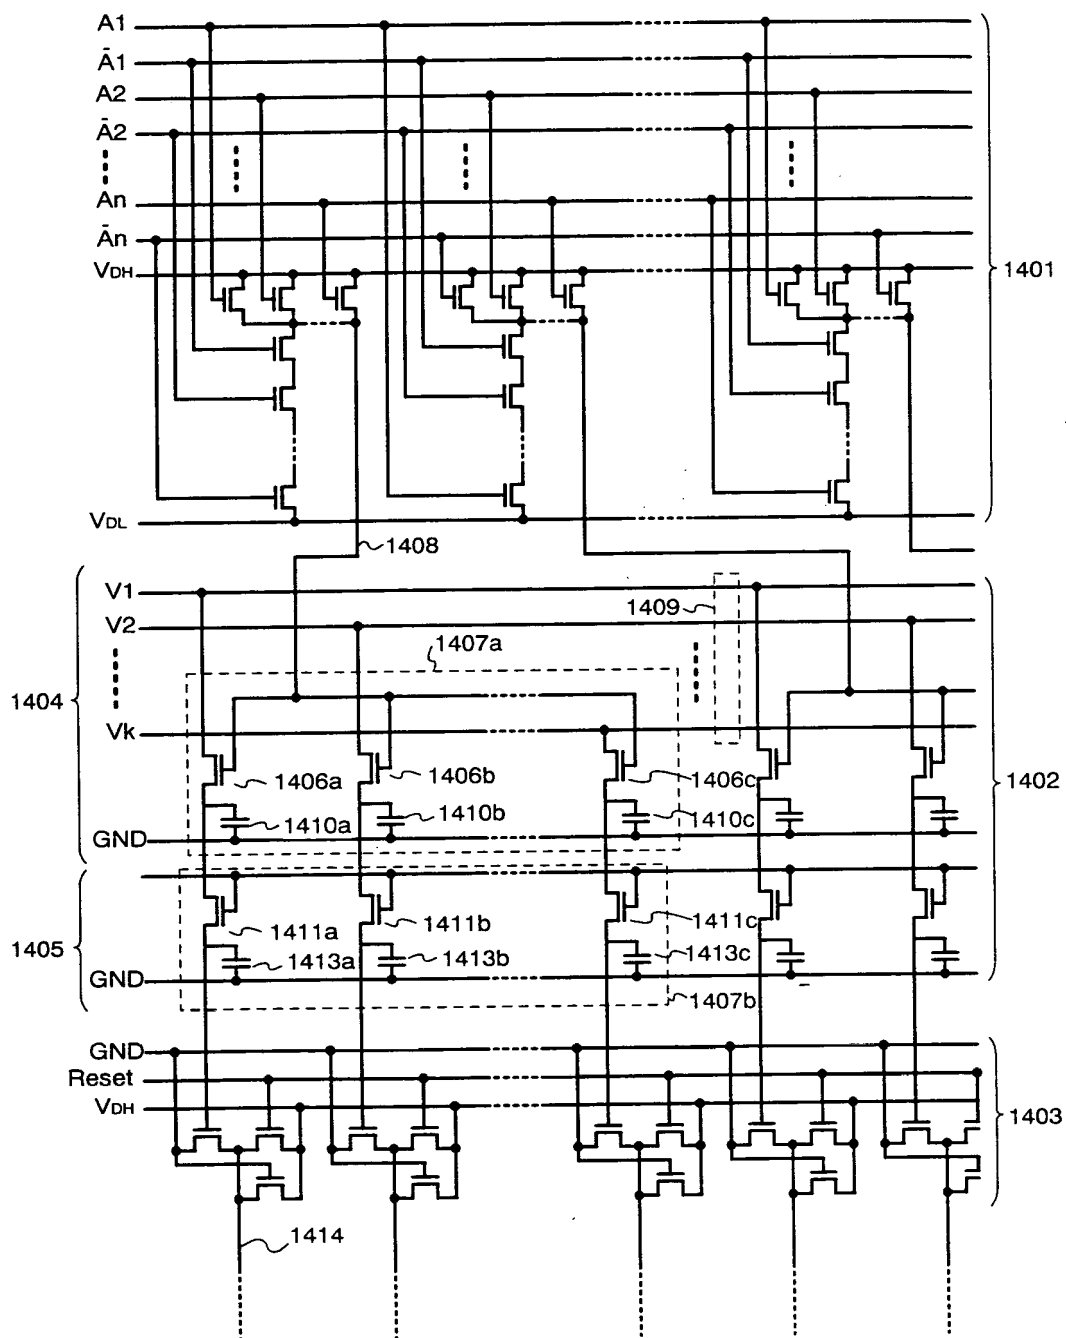 A1
Ā1
A2
Ā2
An
Ān
VDH
1401
VDL
1408
V1
1409
V2
1407a
1404
Vk
1406a
1406b
1406c
1402
1410a
1410b
1410c
GND
1411a
1411b
1411c
1405
1413a
1413b
1413c
GND
1407b
GND
Reset
VDH
1403
1414